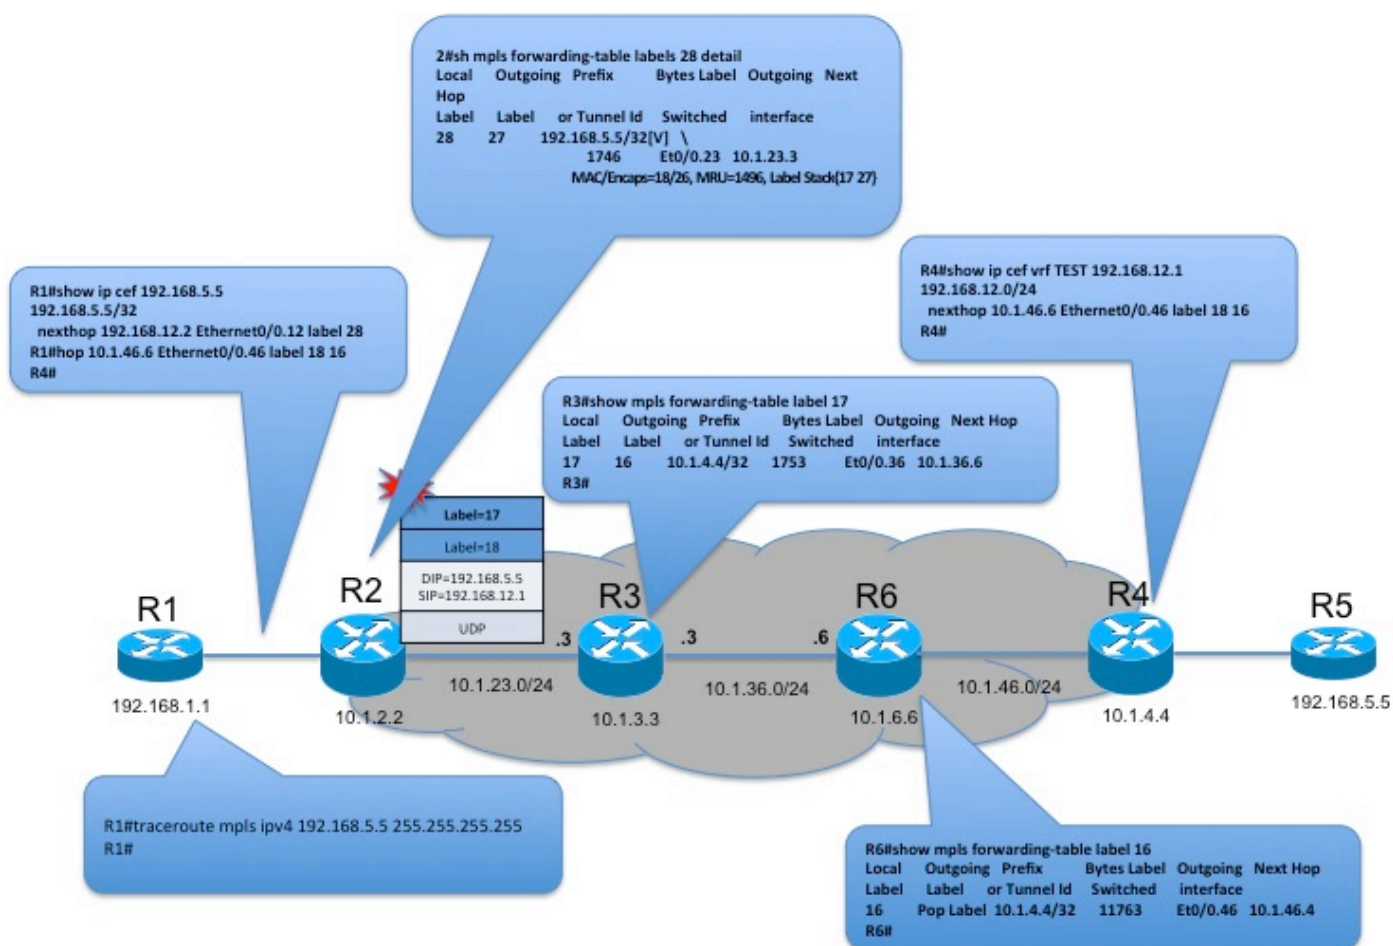 2#sh mpls forwarding-table labels 28 detail
Local Outgoing Prefix Bytes Label Outgoing Next
Hop
Label Label or Tunnel Id Switched interface
28 27 192.168.5.5/32[V] \
1746 Et0/0.23 10.1.23.3
MAC/Encaps=18/26, MRU=1496, Label Stack{17 27}
R1#show ip cef 192.168.5.5
192.168.5.5/32
nexthop 192.168.12.2 Ethernet0/0.12 label 28
R1#hop 10.1.46.6 Ethernet0/0.46 label 18 16
R4#
R4#show ip cef vrf TEST 192.168.12.1
192.168.12.0/24
nexthop 10.1.46.6 Ethernet0/0.46 label 18 16
R4#
R3#show mpls forwarding-table label 17
Local Outgoing Prefix Bytes Label Outgoing Next Hop
Label Label or Tunnel Id Switched interface
17 16 10.1.4.4/32 1753 Et0/0.36 10.1.36.6
R3#
Label=17
Label=18
DIP=192.168.5.5
SIP=192.168.12.1
UDP
R1
R2
R3
R6
R4
R5
.3
.3
.6
10.1.23.0/24
10.1.36.0/24
10.1.46.0/24
192.168.1.1
10.1.2.2
10.1.3.3
10.1.6.6
10.1.4.4
192.168.5.5
R1#traceroute mpls ipv4 192.168.5.5 255.255.255.255
R1#
R6#show mpls forwarding-table label 16
Local Outgoing Prefix Bytes Label Outgoing Next Hop
Label Label or Tunnel Id Switched interface
16 Pop Label 10.1.4.4/32 11763 Et0/0.46 10.1.46.4
R6#